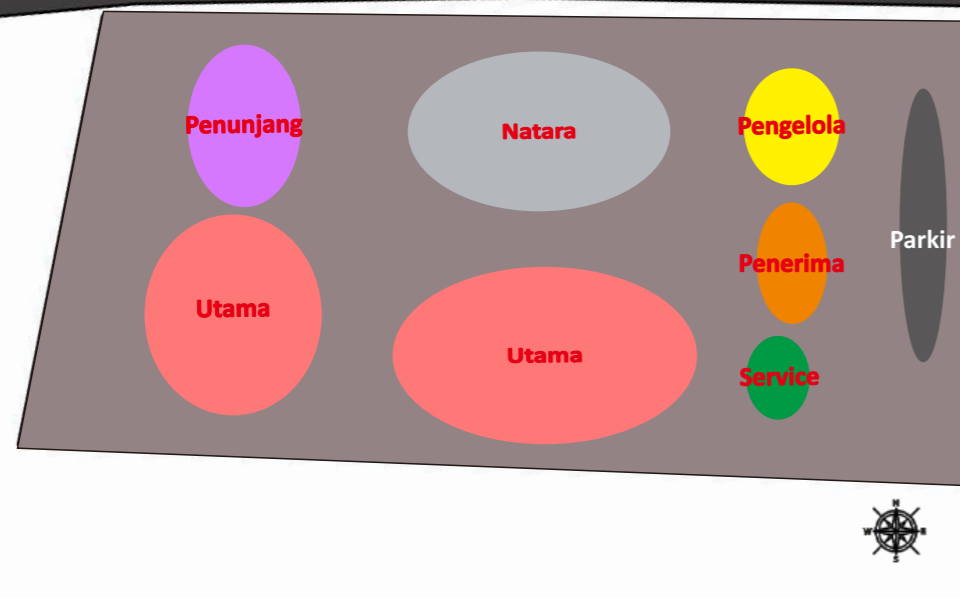 Penunjang
Natara
Pengelola
Parkir
Penerima
Utama
Utama
Service
N
W E
S